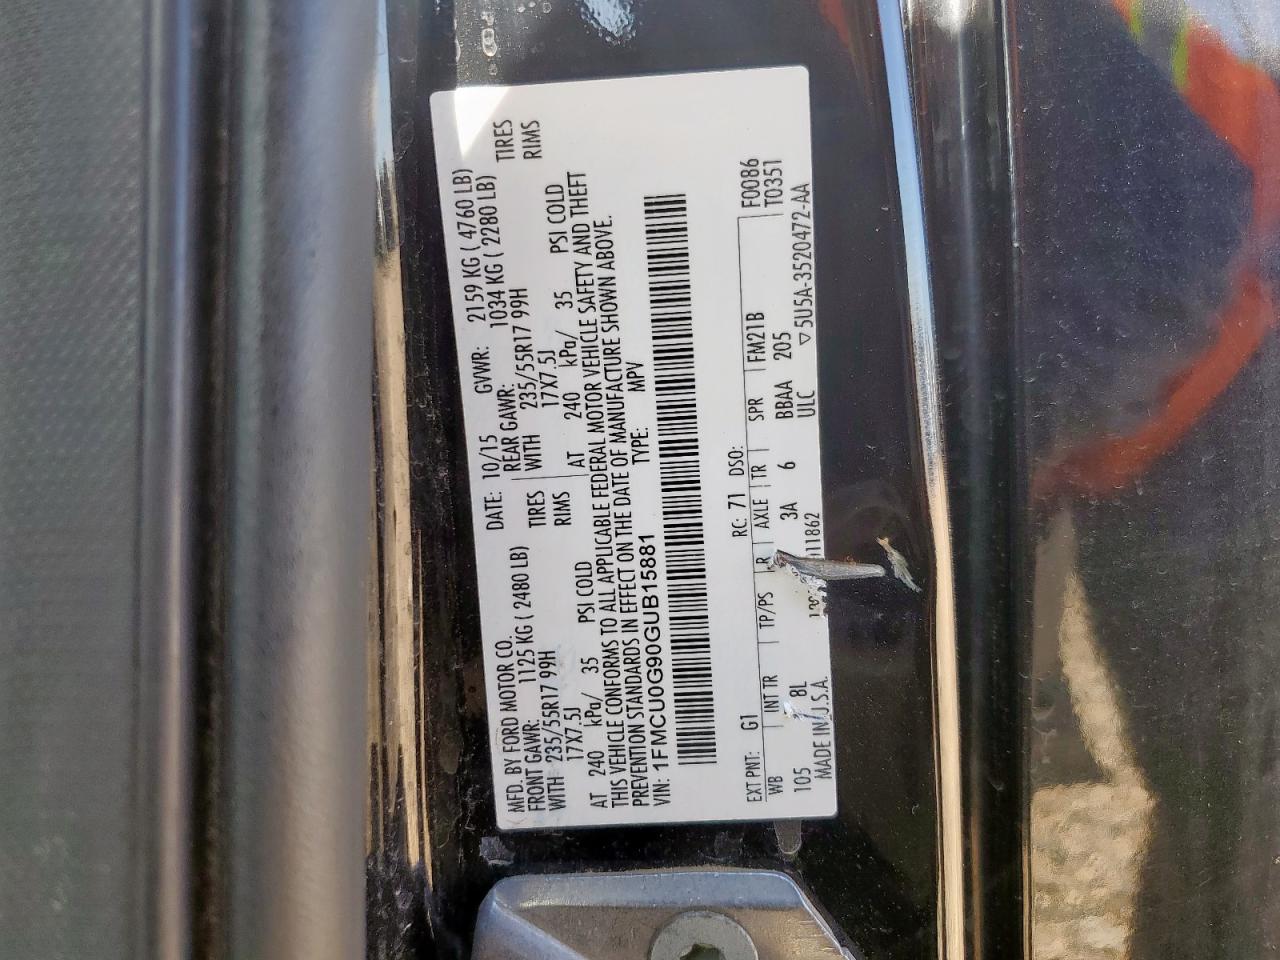 MFD. BY FORD MOTOR CO. DATE: 10/15 GVWR: 2159 KG ( 4760 LB)
FRONT GAWR: 1125 KG ( 2480 LB) REAR GAWR: 1034 KG ( 2280 LB)
WITH 235/55R17 99H TIRES WITH 235/55R17 99H TIRES
17X7.5J RIMS 17X7.5J RIMS
AT 240 kPa/ 35 PSI COLD AT 240 kPa/ 35 PSI COLD
THIS VEHICLE CONFORMS TO ALL APPLICABLE FEDERAL MOTOR VEHICLE SAFETY AND THEFT
PREVENTION STANDARDS IN EFFECT ON THE DATE OF MANUFACTURE SHOWN ABOVE.
VIN: 1FMCU0G90GUB15881 TYPE: MPV
EXT PNT: G1 RC: 71 DSO: F0086
WB INT TR TP/PS R AXLE TR SPR FM21B T0351
105 8L 3A 6 BBAA 205
MADE IN U.S.A. 11862 ULC ▽5U5A-3520472-AA